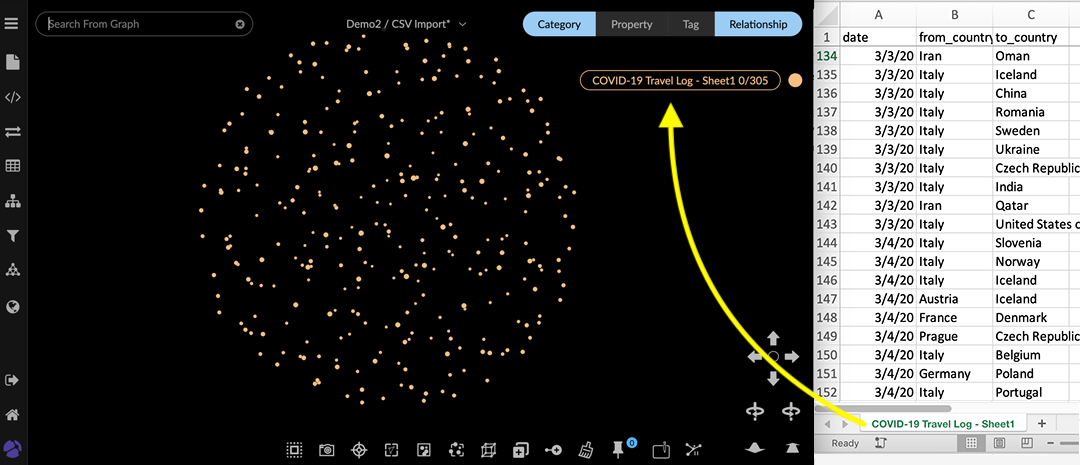 Search From Graph
Demo2 / CSV Import*
Category Property Tag Relationship
COVID-19 Travel Log - Sheet1 0/305
0
A B C
1 date from_country to_country
134 3/3/20 Iran Oman
135 3/3/20 Italy Iceland
136 3/3/20 Italy China
137 3/3/20 Italy Romania
138 3/3/20 Italy Sweden
139 3/3/20 Italy Ukraine
140 3/3/20 Italy Czech Republic
141 3/3/20 Italy India
142 3/3/20 Iran Qatar
143 3/3/20 Italy United States
144 3/4/20 Italy Slovenia
145 3/4/20 Italy Norway
146 3/4/20 Italy Iceland
147 3/4/20 Austria Iceland
148 3/4/20 France Denmark
149 3/4/20 Prague Czech Republic
150 3/4/20 Italy Belgium
151 3/4/20 Germany Poland
152 3/4/20 Italy Portugal
COVID-19 Travel Log - Sheet1 +
Ready